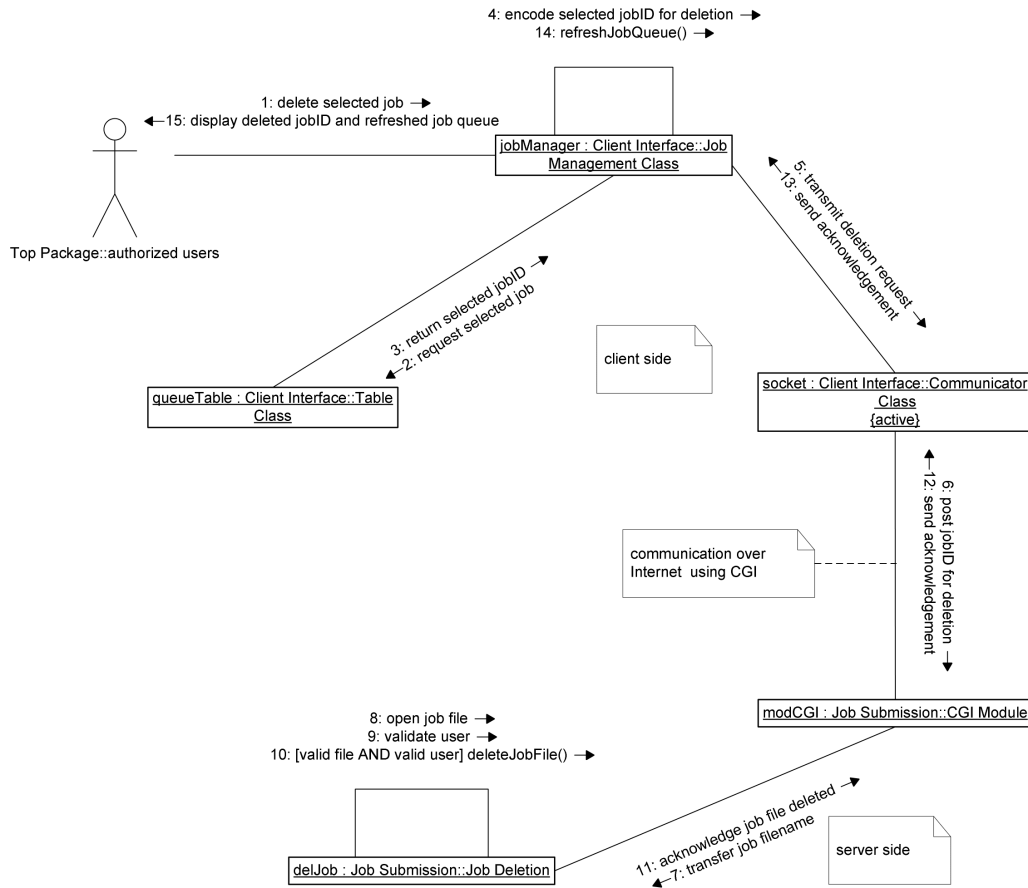 4: encode selected jobID for deletion
14: refreshJobQueue()
1: delete selected job
15: display deleted jobID and refreshed job queue
jobManager : Client Interface::Job
Management Class
Top Package::authorized users
5: transmit deletion request
13: send acknowledgement
3: return selected jobID
2: request selected job
client side
queueTable : Client Interface::Table
Class
socket : Client Interface::Communicator
Class
{active}
6: post jobID for deletion
12: send acknowledgement
communication over
Internet using CGI
modCGI : Job Submission::CGI Module
8: open job file
9: validate user
10: [valid file AND valid user] deleteJobFile()
11: acknowledge job file deleted
7: transfer job filename
server side
delJob : Job Submission::Job Deletion